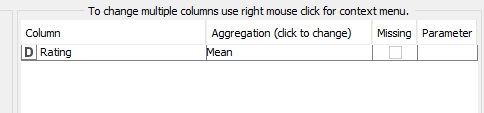 To change multiple columns use right mouse click for context menu.
Column Aggregation (click to change) Missing Parameter
D Rating Mean